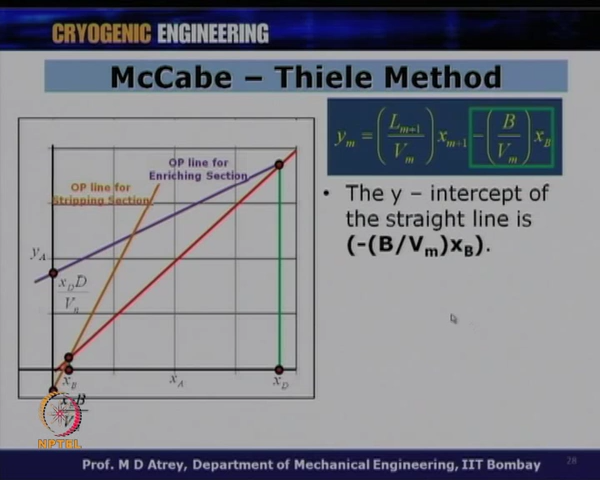 CRYOGENIC ENGINEERING
McCabe – Thiele Method
y_m = (L_{m+1}/V_m) x_{m+1} - (B/V_m) x_B
OP line for
Enriching Section
OP line for
Stripping Section
y_A
x_D D
V_n
x_B
x_A
x_D
B
V
• The y – intercept of
the straight line is
(-(B/V_m)x_B).
NPTEL
Prof. M D Atrey, Department of Mechanical Engineering, IIT Bombay
28